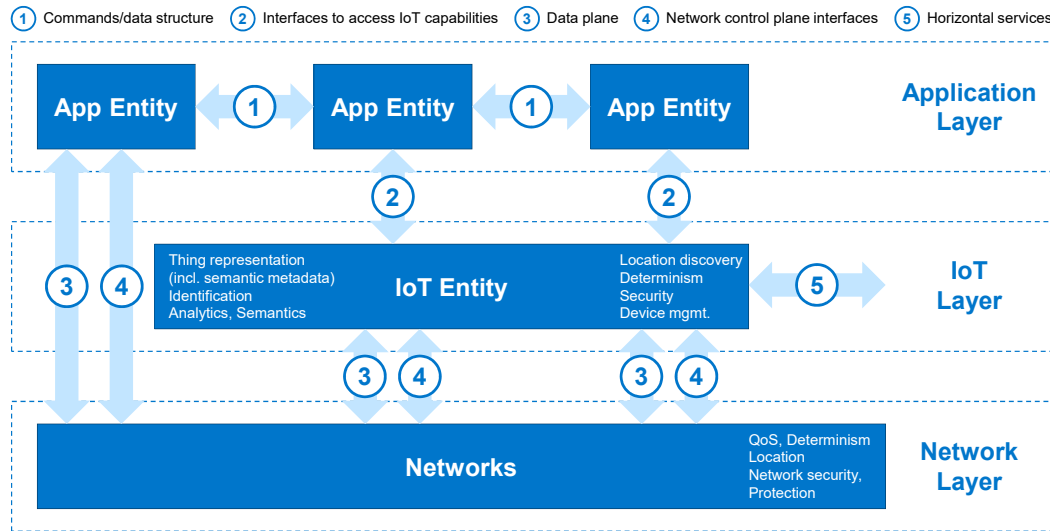 1 Commands/data structure 2 Interfaces to access IoT capabilities 3 Data plane 4 Network control plane interfaces 5 Horizontal services
App Entity 1 App Entity 1 App Entity
Application
Layer
2 2
Thing representation
(incl. semantic metadata)
Identification
Analytics, Semantics
IoT Entity
Location discovery
Determinism
Security
Device mgmt.
5
IoT
Layer
3 4
3 4 3 4
Networks
QoS, Determinism
Location
Network security,
Protection
Network
Layer